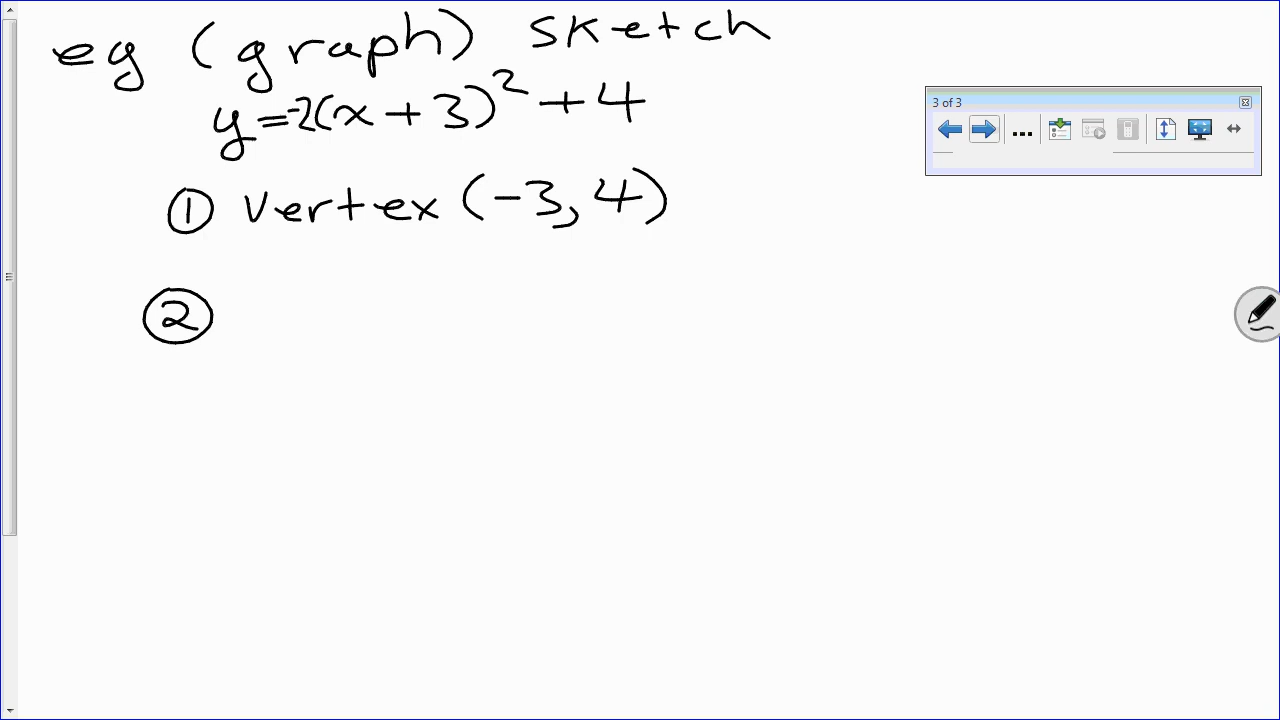 eg (graph) sketch
y=-2(x+3)²+4
① Vertex (-3,4)
②
3 of 3